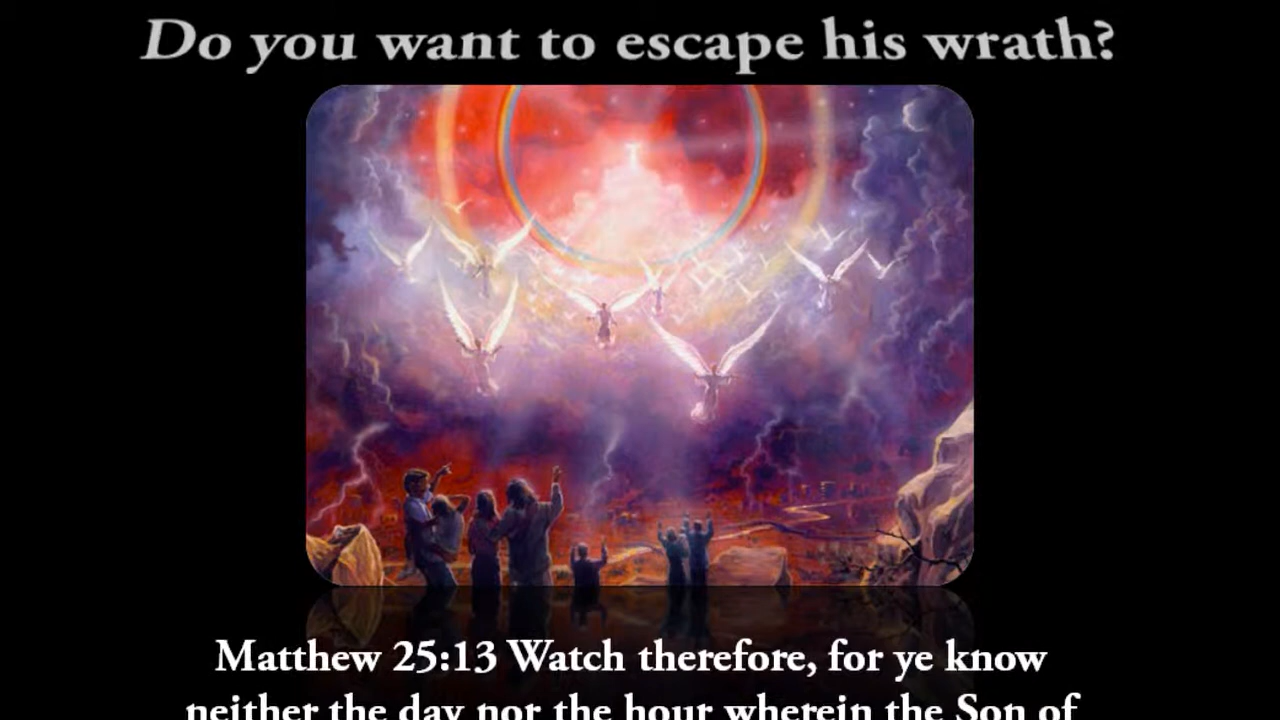 Do you want to escape his wrath?
Matthew 25:13 Watch therefore, for ye know
neither the day nor the hour wherein the Son of